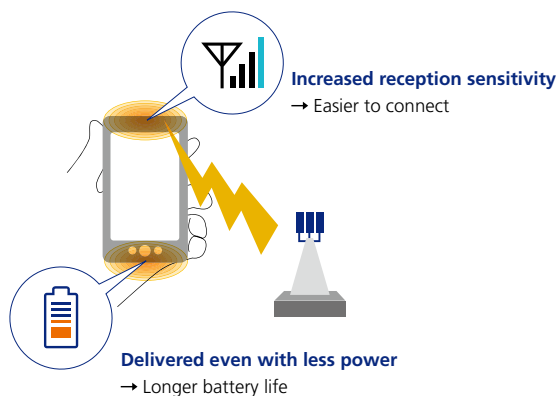 Increased reception sensitivity
→ Easier to connect
Delivered even with less power
→ Longer battery life